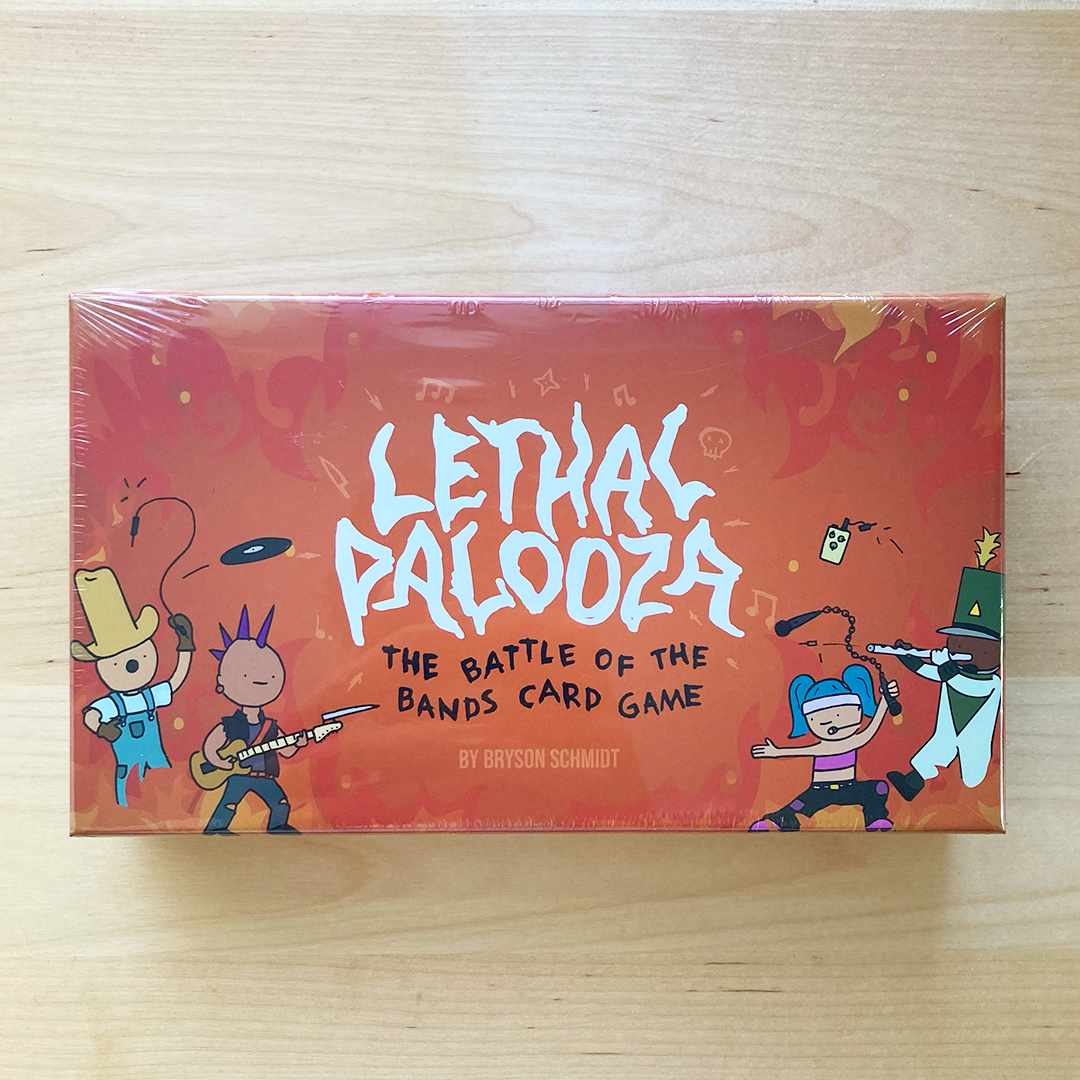 LETHAL
PALOOZA
THE BATTLE OF THE
BANDS CARD GAME
BY BRYSON SCHMIDT